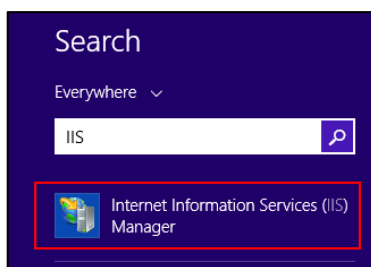 Search
Everywhere
IIS
Internet Information Services (IIS)
Manager